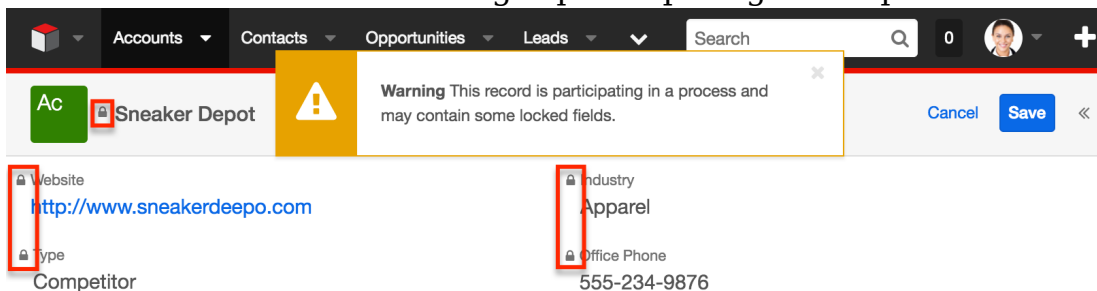 Accounts Contacts Opportunities Leads Search 0
Warning This record is participating in a process and
may contain some locked fields.
Ac Sneaker Depot Cancel Save
Website Industry
http://www.sneakerdeepo.com Apparel
Type Office Phone
Competitor 555-234-9876